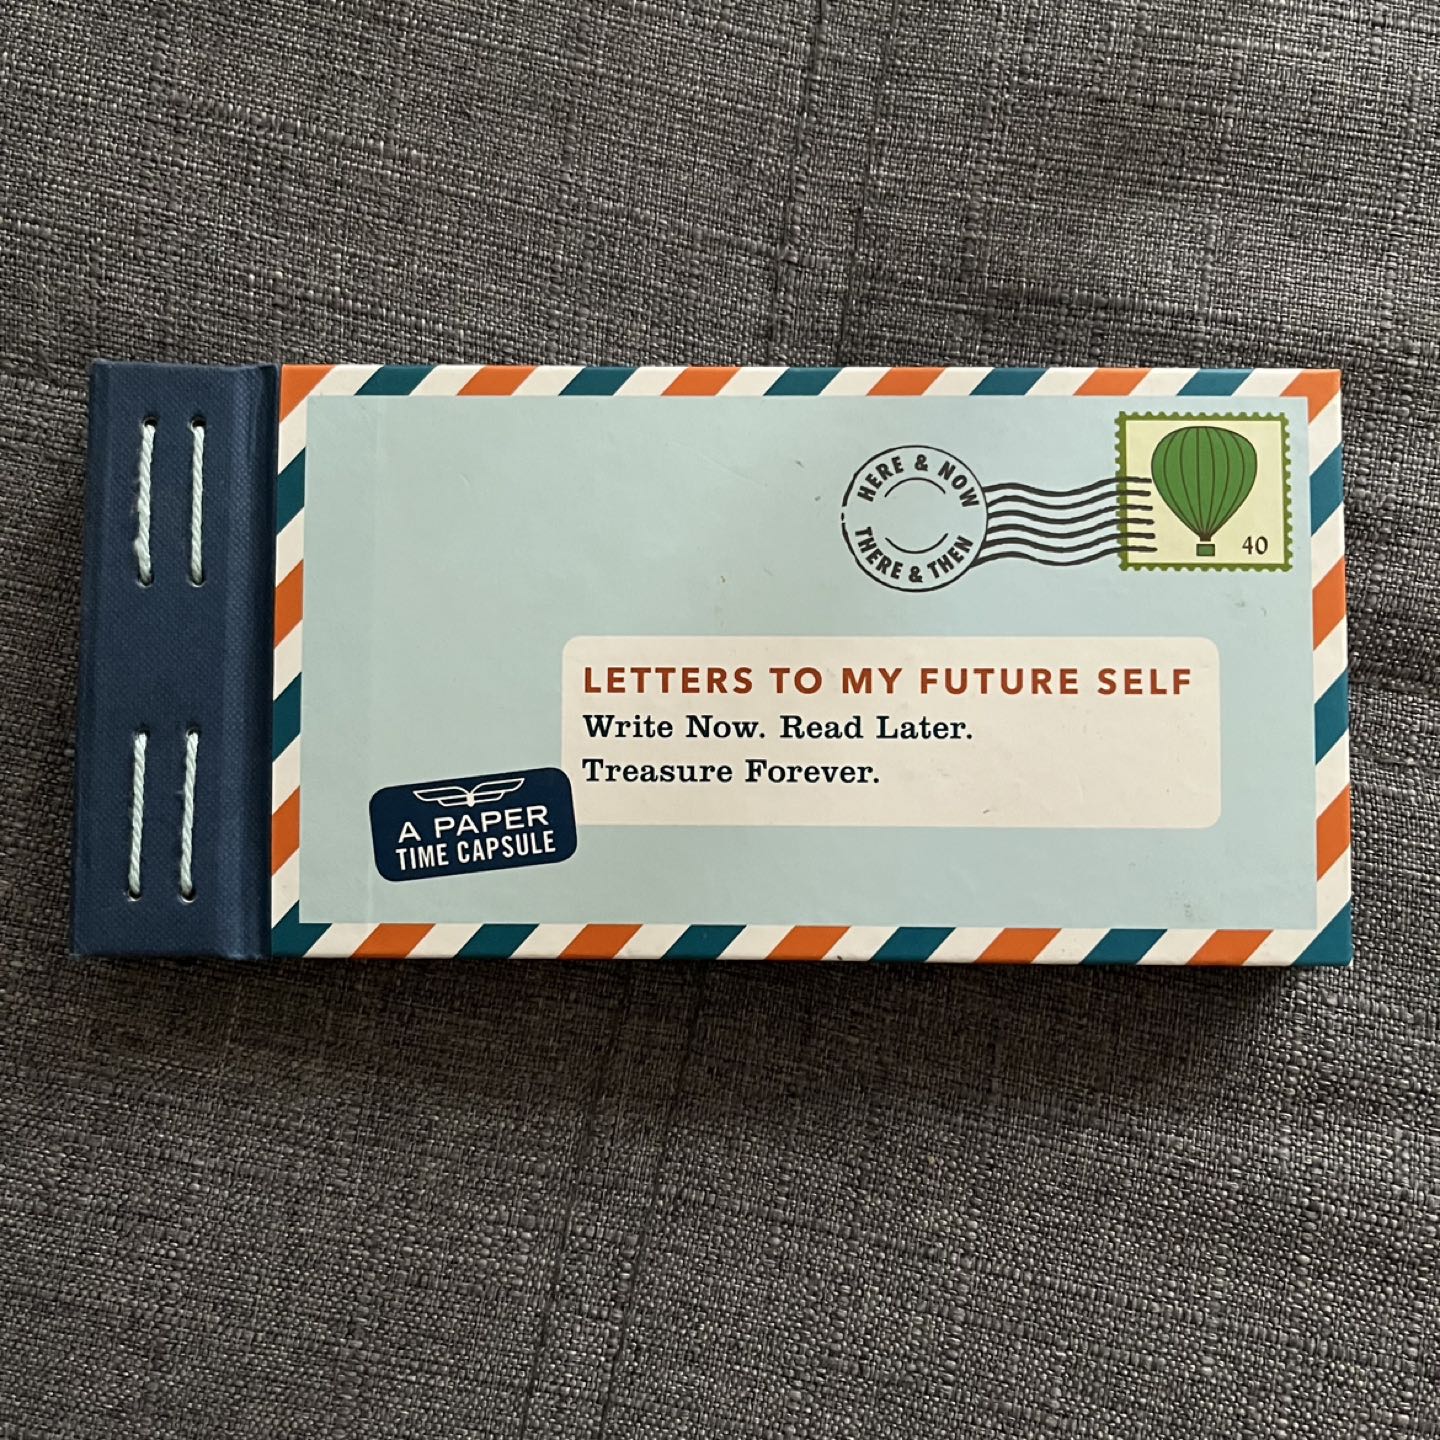 HERE & NOW
THERE & THEN
40
LETTERS TO MY FUTURE SELF
Write Now. Read Later.
Treasure Forever.
A PAPER
TIME CAPSULE